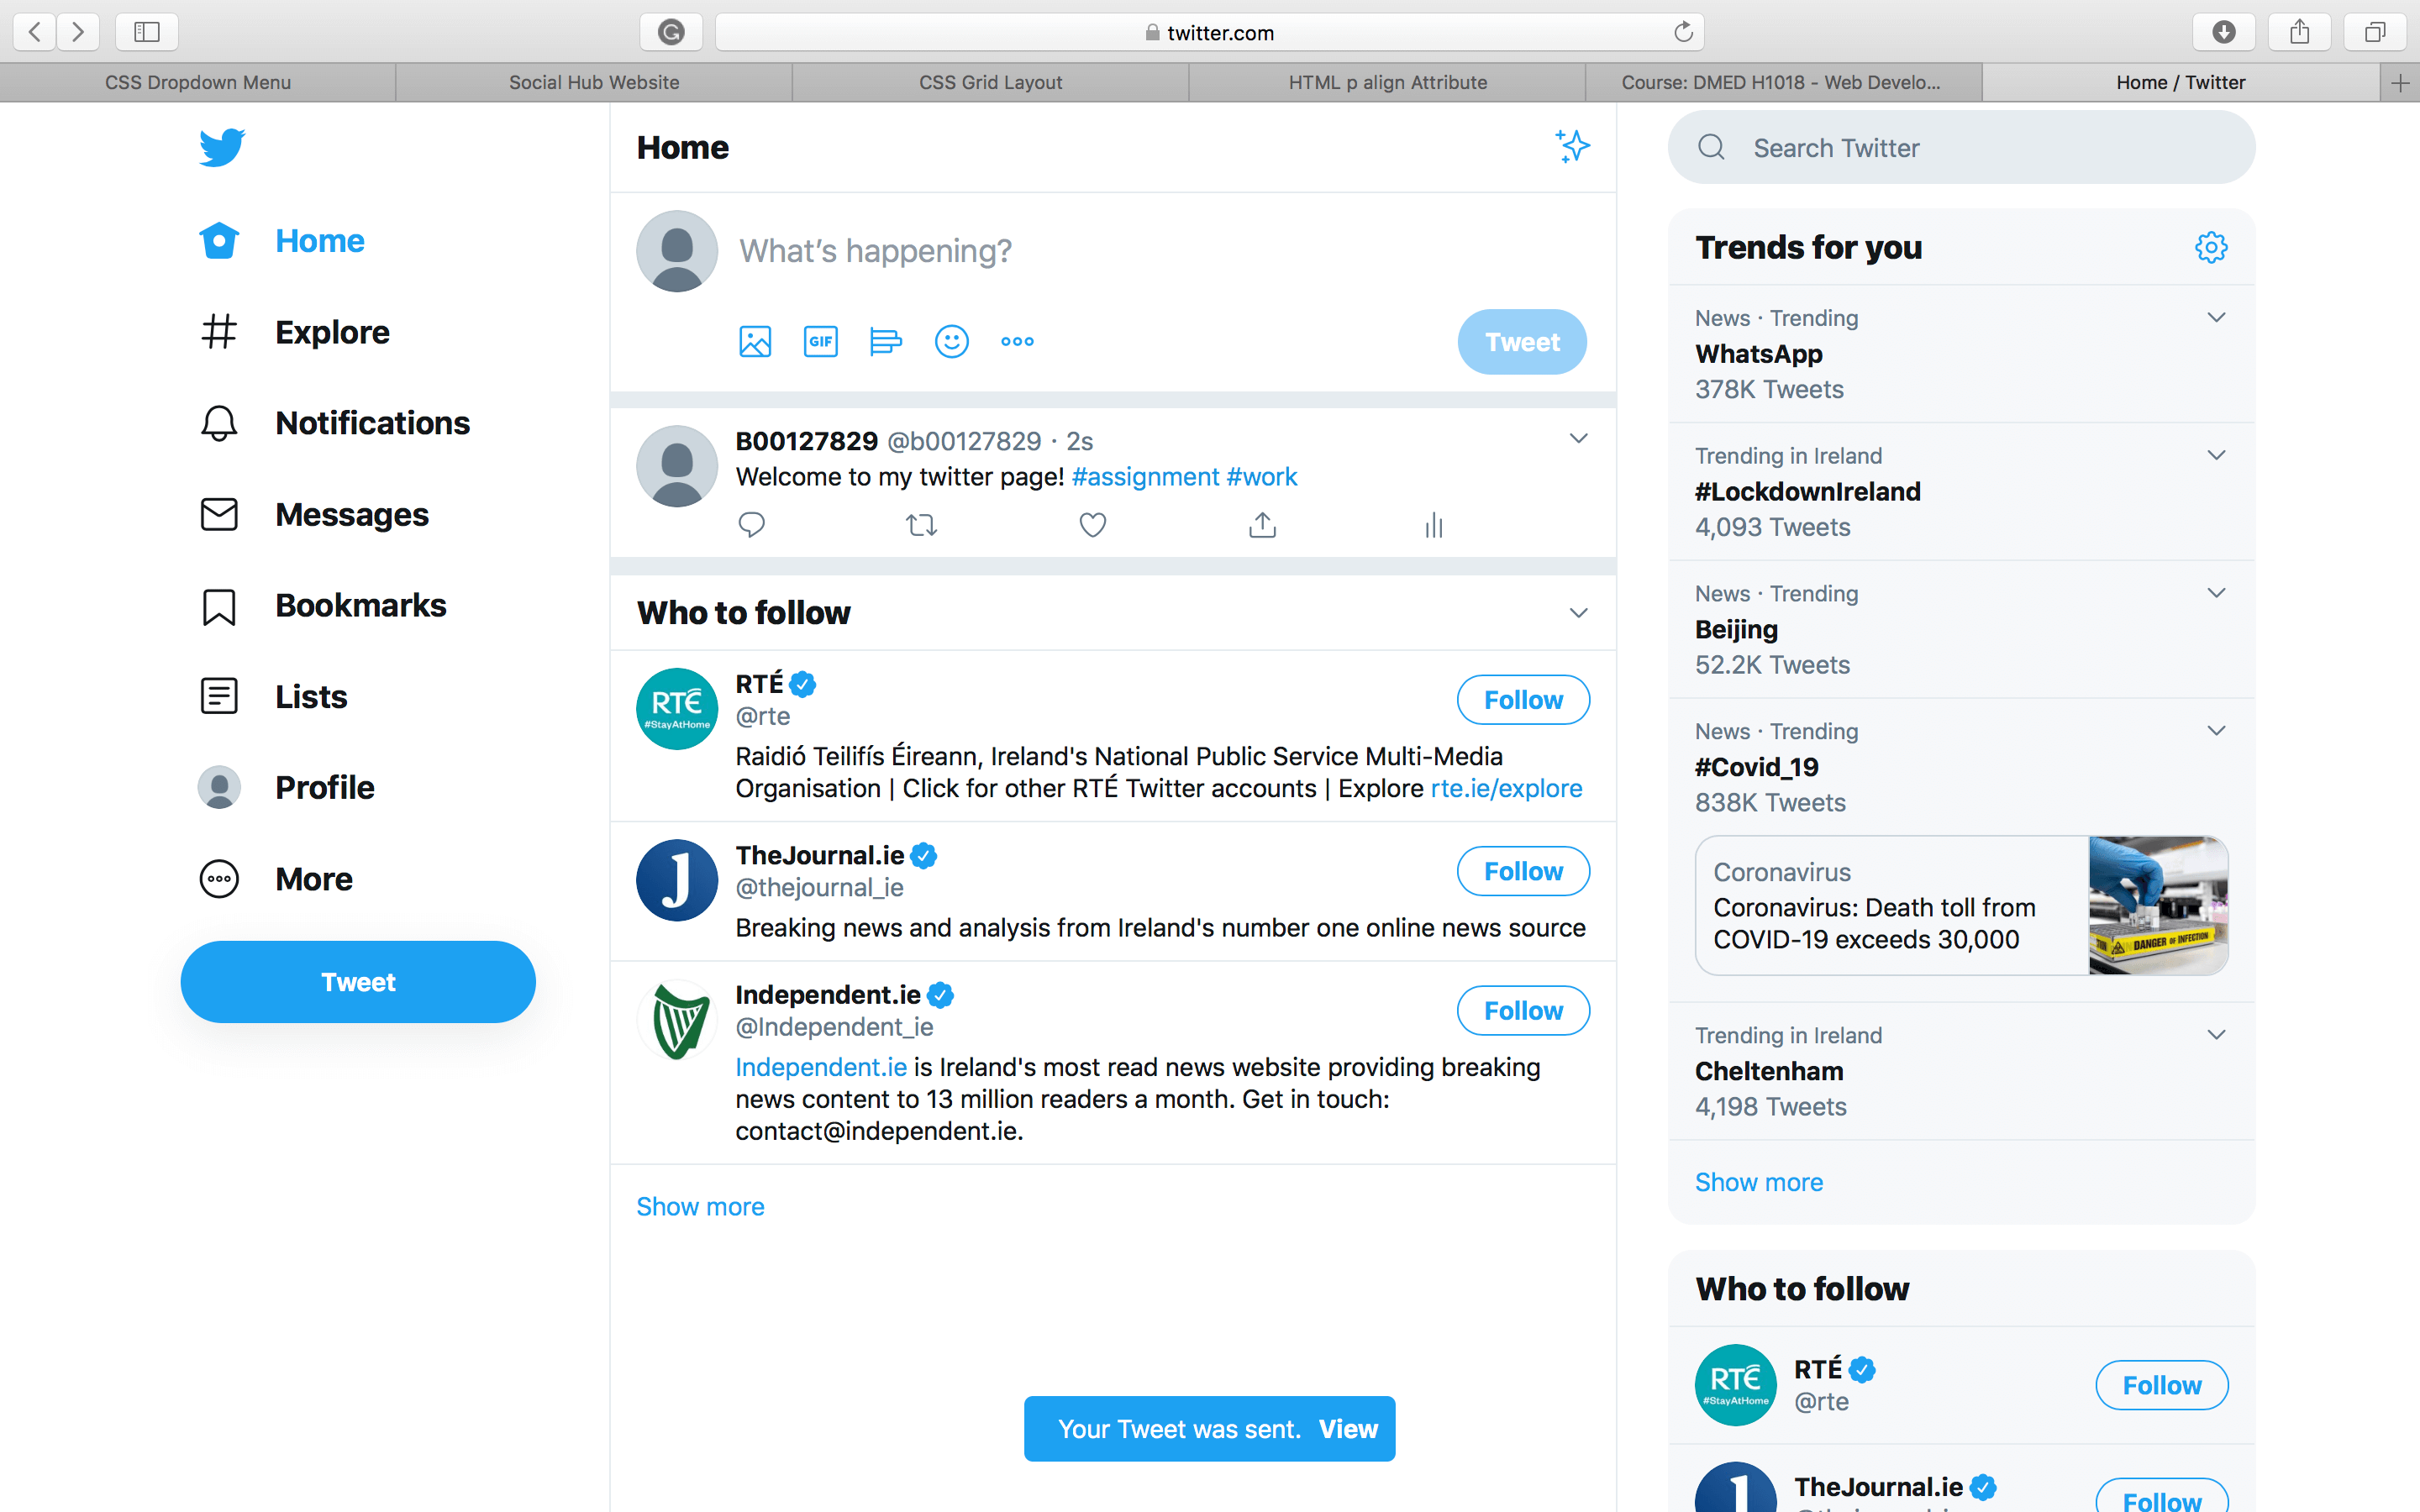 twitter.com
CSS Dropdown Menu
Social Hub Website
CSS Grid Layout
HTML p align Attribute
Course: DMED H1018 - Web Develo...
Home / Twitter
Home
Explore
Notifications
Messages
Bookmarks
Lists
Profile
More
Tweet
Home
What's happening?
GIF
Tweet
B00127829 @b00127829 · 2s
Welcome to my twitter page! #assignment #work
Who to follow
RTÉ
#StayAtHome
RTÉ
@rte
Follow
Raidió Teilifís Éireann, Ireland's National Public Service Multi-Media
Organisation | Click for other RTÉ Twitter accounts | Explore rte.ie/explore
J
TheJournal.ie
@thejournal_ie
Follow
Breaking news and analysis from Ireland's number one online news source
Independent.ie
@Independent_ie
Follow
Independent.ie is Ireland's most read news website providing breaking
news content to 13 million readers a month. Get in touch:
contact@independent.ie.
Show more
Your Tweet was sent. View
Search Twitter
Trends for you
News · Trending
WhatsApp
378K Tweets
Trending in Ireland
#LockdownIreland
4,093 Tweets
News · Trending
Beijing
52.2K Tweets
News · Trending
#Covid_19
838K Tweets
Coronavirus
Coronavirus: Death toll from
COVID-19 exceeds 30,000
DANGER OF INFECTION
Trending in Ireland
Cheltenham
4,198 Tweets
Show more
Who to follow
RTÉ
#StayAtHome
RTÉ
@rte
Follow
TheJournal.ie
Follow